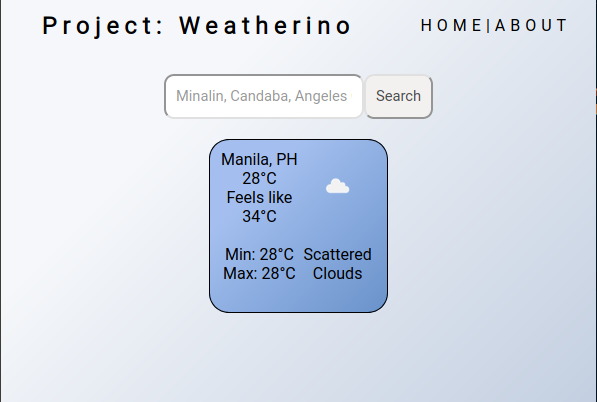 Project: Weatherino
HOME|ABOUT
Minalin, Candaba, Angeles
Search
Manila, PH
28°C
Feels like
34°C
Min: 28°C
Max: 28°C
Scattered
Clouds